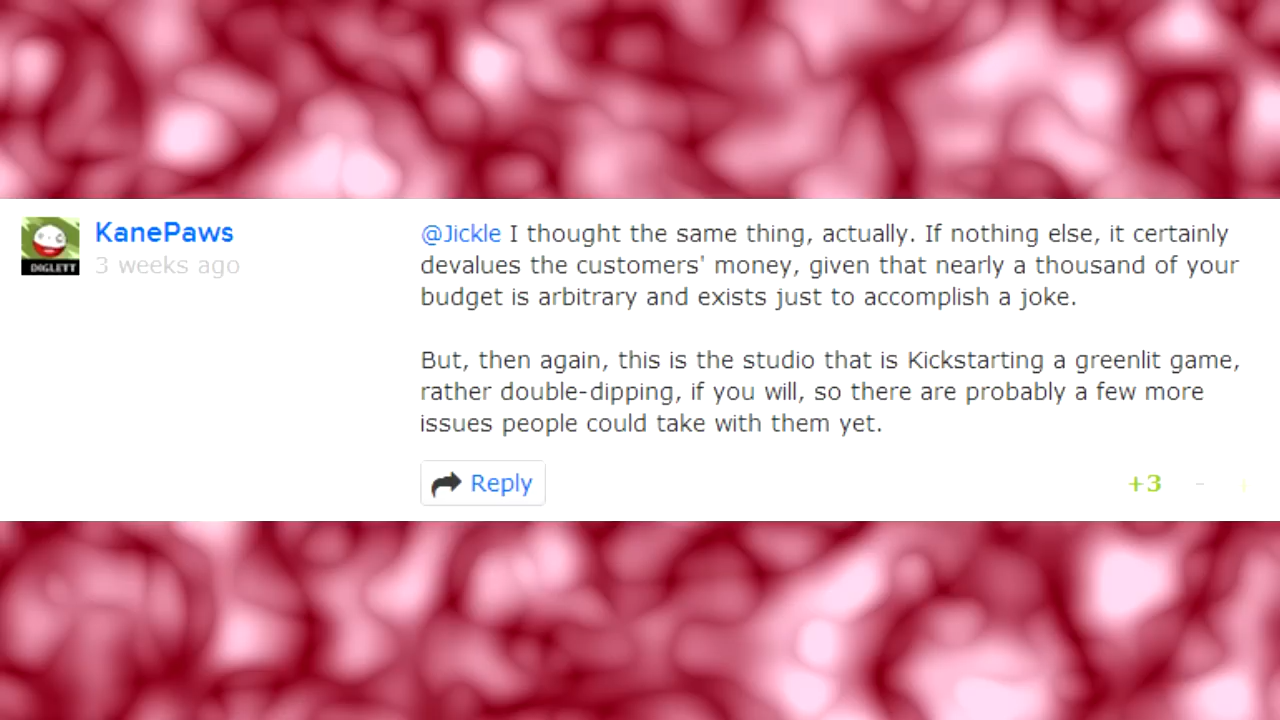 KanePaws
3 weeks ago
DIGLETT
@Jickle I thought the same thing, actually. If nothing else, it certainly
devalues the customers' money, given that nearly a thousand of your
budget is arbitrary and exists just to accomplish a joke.
But, then again, this is the studio that is Kickstarting a greenlit game,
rather double-dipping, if you will, so there are probably a few more
issues people could take with them yet.
Reply
+3 -